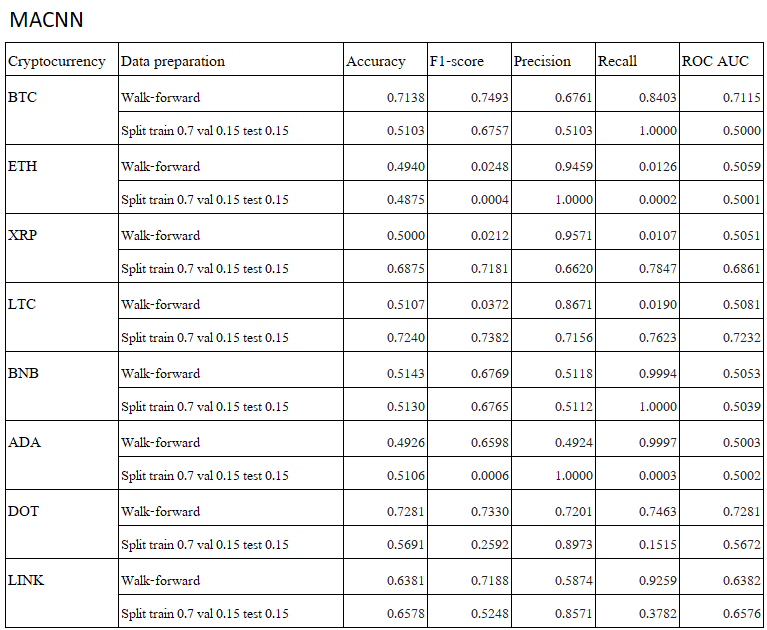 MACNN
Cryptocurrency Data preparation Accuracy F1-score Precision Recall ROC AUC
BTC Walk-forward 0.7138 0.7493 0.6761 0.8403 0.7115
Split train 0.7 val 0.15 test 0.15 0.5103 0.6757 0.5103 1.0000 0.5000
ETH Walk-forward 0.4940 0.0248 0.9459 0.0126 0.5059
Split train 0.7 val 0.15 test 0.15 0.4875 0.0004 1.0000 0.0002 0.5001
XRP Walk-forward 0.5000 0.0212 0.9571 0.0107 0.5051
Split train 0.7 val 0.15 test 0.15 0.6875 0.7181 0.6620 0.7847 0.6861
LTC Walk-forward 0.5107 0.0372 0.8671 0.0190 0.5081
Split train 0.7 val 0.15 test 0.15 0.7240 0.7382 0.7156 0.7623 0.7232
BNB Walk-forward 0.5143 0.6769 0.5118 0.9994 0.5053
Split train 0.7 val 0.15 test 0.15 0.5130 0.6765 0.5112 1.0000 0.5039
ADA Walk-forward 0.4926 0.6598 0.4924 0.9997 0.5003
Split train 0.7 val 0.15 test 0.15 0.5106 0.0006 1.0000 0.0003 0.5002
DOT Walk-forward 0.7281 0.7330 0.7201 0.7463 0.7281
Split train 0.7 val 0.15 test 0.15 0.5691 0.2592 0.8973 0.1515 0.5672
LINK Walk-forward 0.6381 0.7188 0.5874 0.9259 0.6382
Split train 0.7 val 0.15 test 0.15 0.6578 0.5248 0.8571 0.3782 0.6576